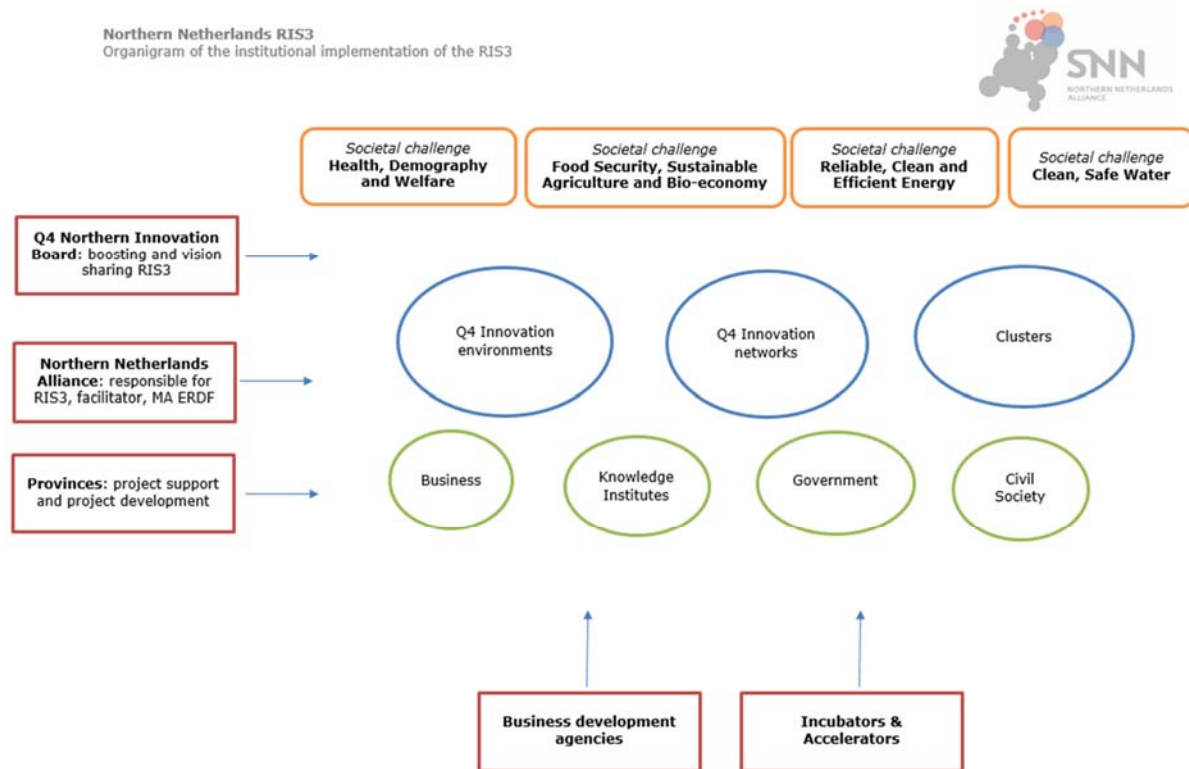 Northern Netherlands RIS3
Organigram of the institutional implementation of the RIS3
SNN
NORTHERN NETHERLANDS
ALLIANCE
Societal challenge
Health, Demography
and Welfare
Societal challenge
Food Security, Sustainable
Agriculture and Bio-economy
Societal challenge
Reliable, Clean and
Efficient Energy
Societal challenge
Clean, Safe Water
Q4 Northern Innovation
Board: boosting and vision
sharing RIS3
Q4 Innovation
environments
Q4 Innovation
networks
Clusters
Northern Netherlands
Alliance: responsible for
RIS3, facilitator, MA ERDF
Provinces: project support
and project development
Business
Knowledge
Institutes
Government
Civil
Society
Business development
agencies
Incubators &
Accelerators